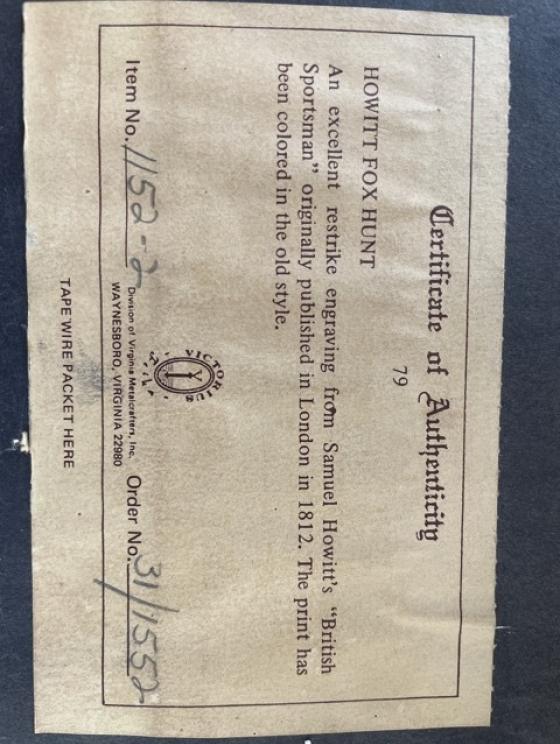 Certificate of Authenticity
79
HOWITT FOX HUNT
An excellent restrike engraving from Samuel Howitt's "British
Sportsman" originally published in London in 1812. The print has
been colored in the old style.
VICTORIUS
V
Item No. 1152-2 Division of Virginia Metalcrafters, Inc. Order No. 31/1552
WAYNESBORO, VIRGINIA 22980
TAPE WIRE PACKET HERE